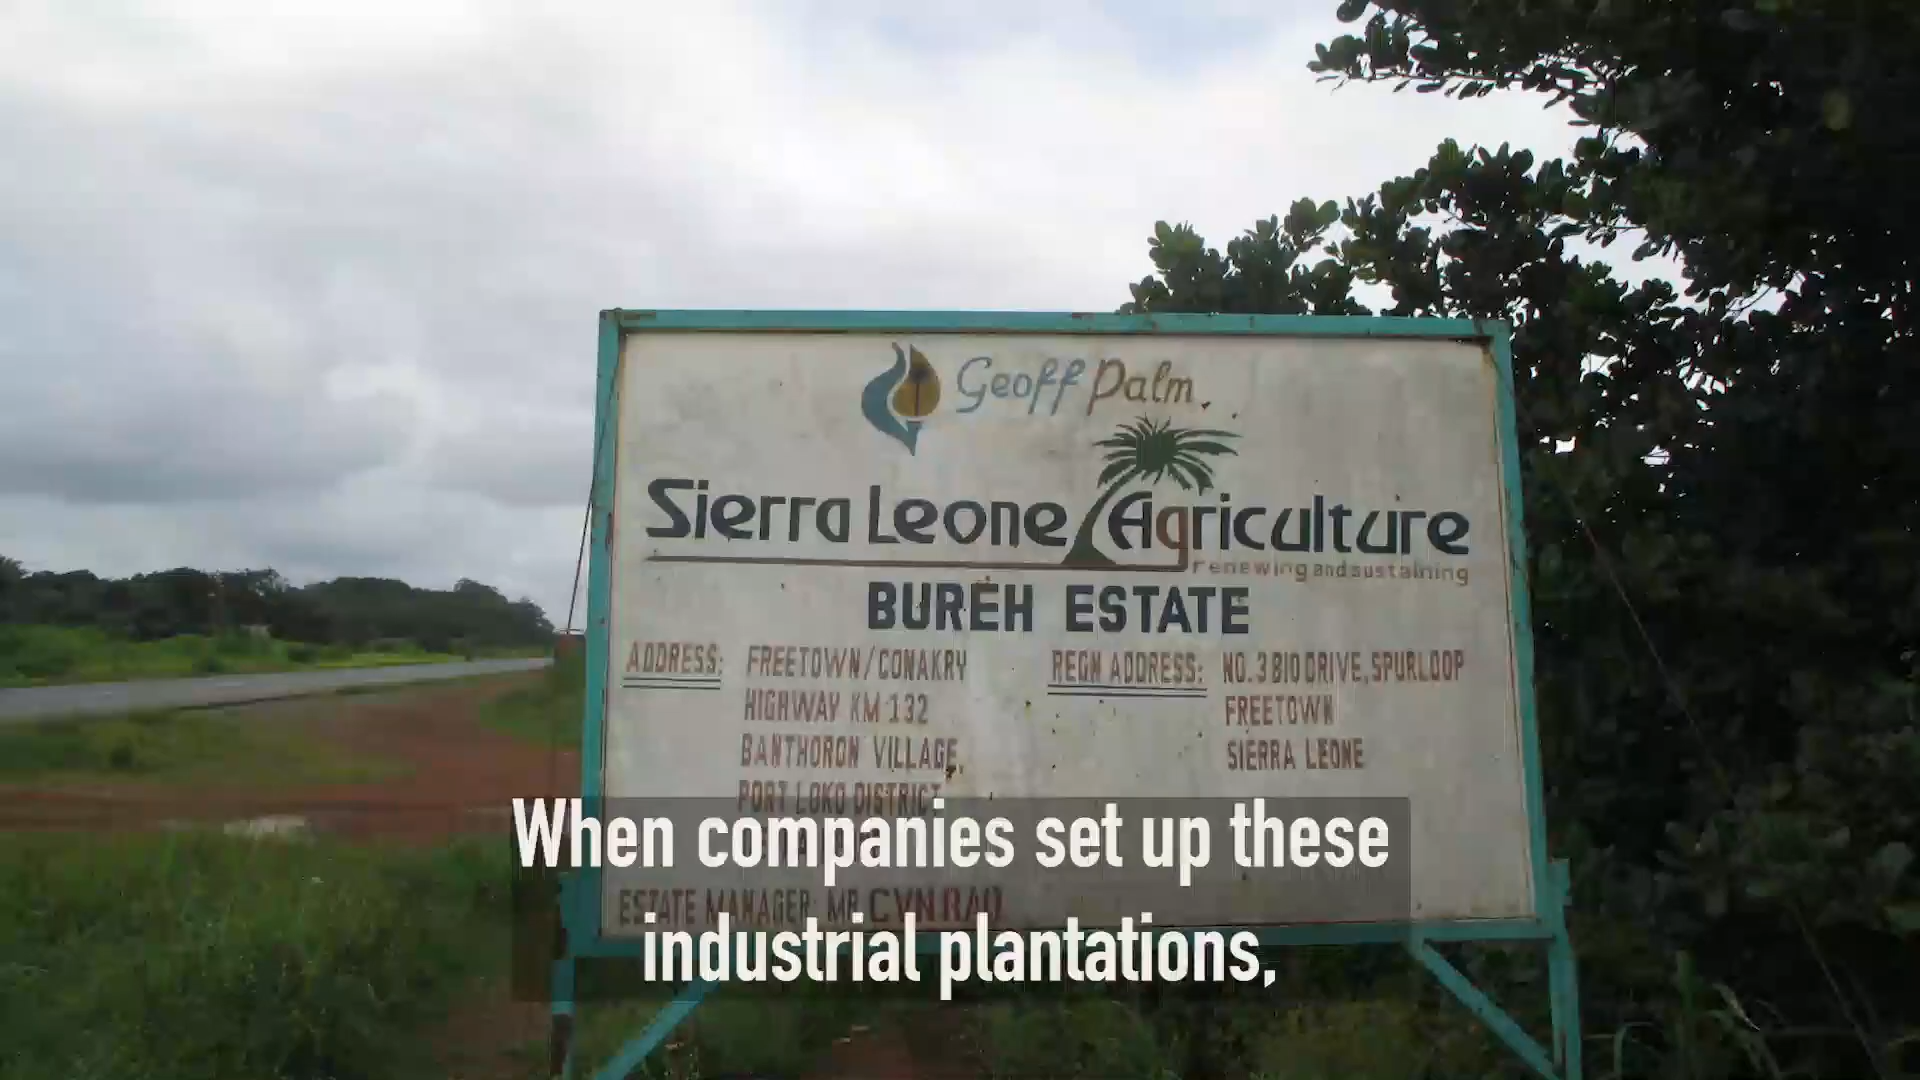 Geoff Palm
Sierra Leone Agriculture
renewing and sustaining
BUREH ESTATE
ADDRESS: FREETOWN/CONAKRY
HIGHWAY KM 132
BANTHORON VILLAGE,
PORT LOKO DISTRICT,
REGN ADDRESS: NO. 3 BIO DRIVE, SPURLOOP
FREETOWN
SIERRA LEONE
ESTATE MANAGER: MR CVN RAO
When companies set up these
industrial plantations,